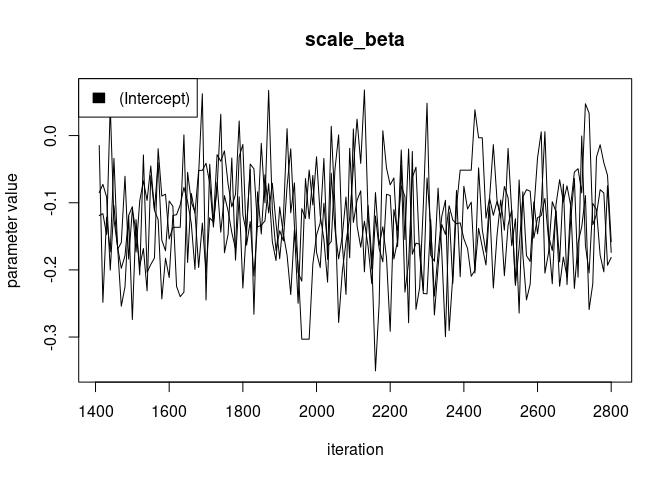 scale_beta
(Intercept)
parameter value
0.0
-0.1
-0.2
-0.3
1400 1600 1800 2000 2200 2400 2600 2800
iteration